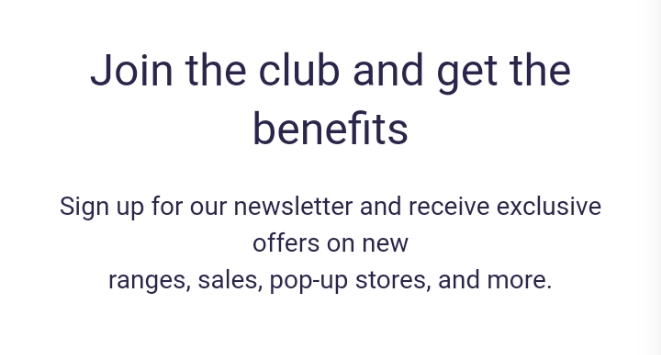 Join the club and get the
benefits
Sign up for our newsletter and receive exclusive
offers on new
ranges, sales, pop-up stores, and more.